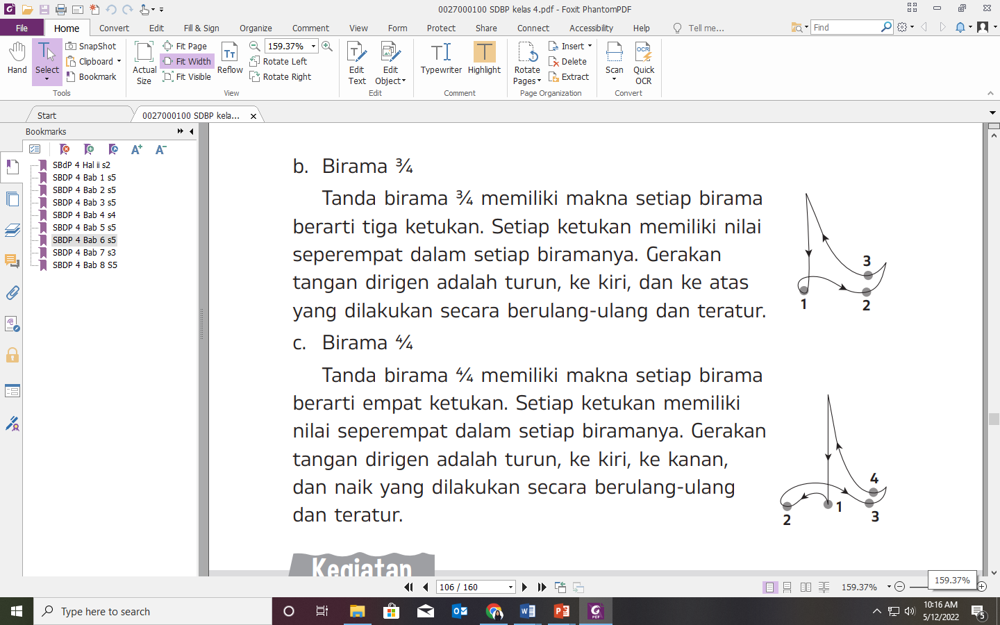 0027000100 SDBP kelas 4.pdf - Foxit PhantomPDF
File Home Convert Edit Fill & Sign Organize Comment View Form Protect Share Connect Accessibility Help Tell me... Find
Hand
Select
SnapShot
Clipboard
Bookmark
Tools
Actual Size
Fit Page
Fit Width
Fit Visible
Reflow
159.37%
Rotate Left
Rotate Right
View
Edit Text
Edit Object
Edit
Typewriter
Highlight
Comment
Rotate Pages
Insert
Delete
Extract
Page Organization
Scan
Quick OCR
Convert
Start
0027000100 SDBP kela...
Bookmarks
SBdP 4 Hal ii s2
SBDP 4 Bab 1 s5
SBDP 4 Bab 2 s5
SBDP 4 Bab 3 s5
SBDP 4 Bab 4 s4
SBDP 4 Bab 5 s5
SBDP 4 Bab 6 s5
SBDP 4 Bab 7 s3
SBDP 4 Bab 8 S5
b. Birama ¾
Tanda birama ¾ memiliki makna setiap birama
berarti tiga ketukan. Setiap ketukan memiliki nilai
seperempat dalam setiap biramanya. Gerakan
tangan dirigen adalah turun, ke kiri, dan ke atas
yang dilakukan secara berulang-ulang dan teratur.
3
1
2
c. Birama 4/4
Tanda birama 4/4 memiliki makna setiap birama
berarti empat ketukan. Setiap ketukan memiliki
nilai seperempat dalam setiap biramanya. Gerakan
tangan dirigen adalah turun, ke kiri, ke kanan,
dan naik yang dilakukan secara berulang-ulang
dan teratur.
4
1
2
3
Kegiatan
106 / 160
159.37%
159.37%
Type here to search
10:16 AM
5/12/2022
5